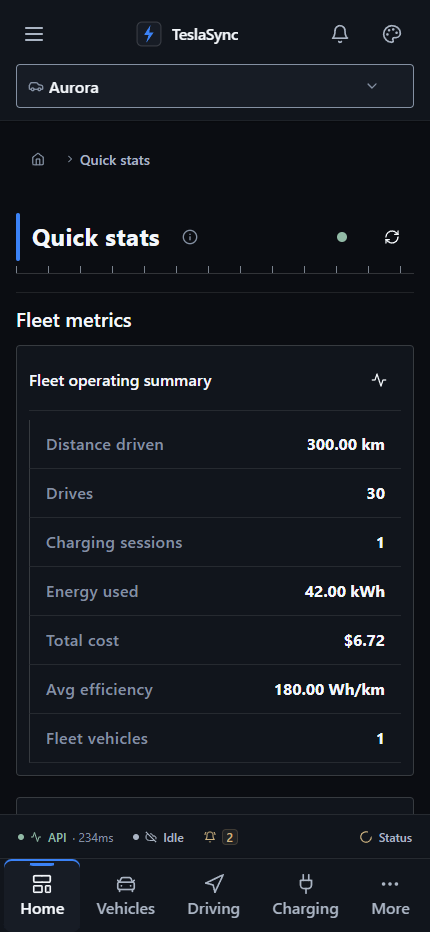 TeslaSync
Aurora
Quick stats
Quick stats
Fleet metrics
Fleet operating summary
Distance driven 300.00 km
Drives 30
Charging sessions 1
Energy used 42.00 kWh
Total cost $6.72
Avg efficiency 180.00 Wh/km
Fleet vehicles 1
API · 234ms Idle 2 Status
Home Vehicles Driving Charging More